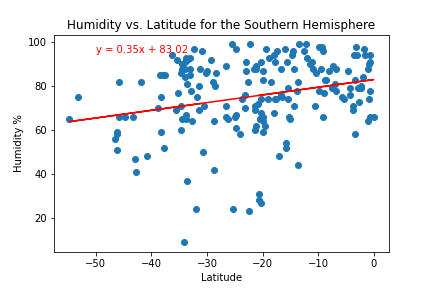 Humidity vs. Latitude for the Southern Hemisphere
100
y = 0.35x + 83.02
80
60
40
20
Humidity %
−50 −40 −30 −20 −10 0
Latitude